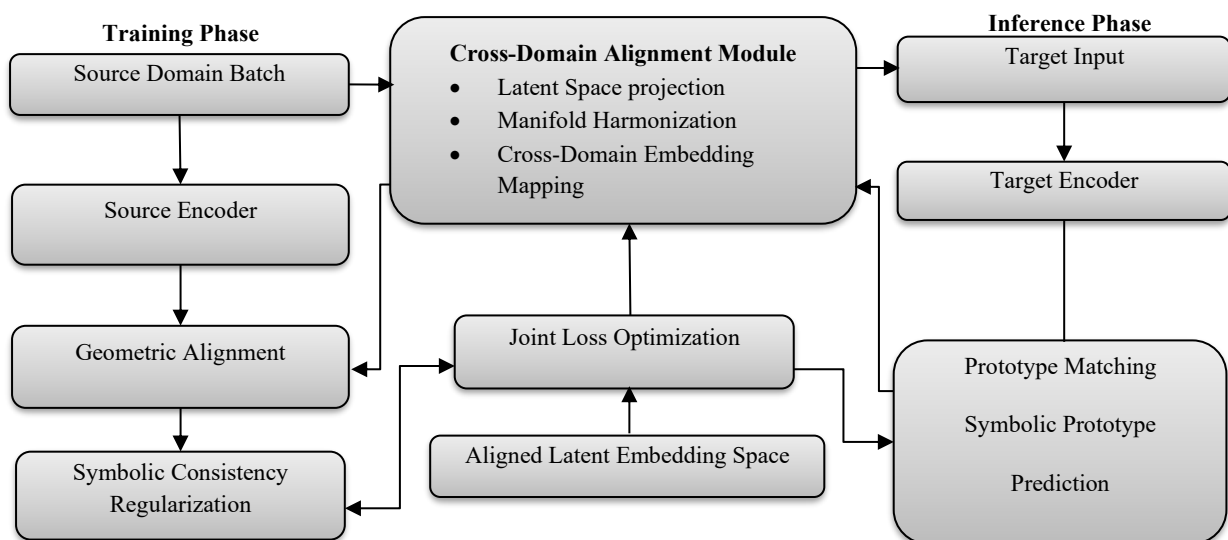 Training Phase
Source Domain Batch
Source Encoder
Geometric Alignment
Symbolic Consistency
Regularization
Cross-Domain Alignment Module
• Latent Space projection
• Manifold Harmonization
• Cross-Domain Embedding
Mapping
Joint Loss Optimization
Aligned Latent Embedding Space
Inference Phase
Target Input
Target Encoder
Prototype Matching
Symbolic Prototype
Prediction